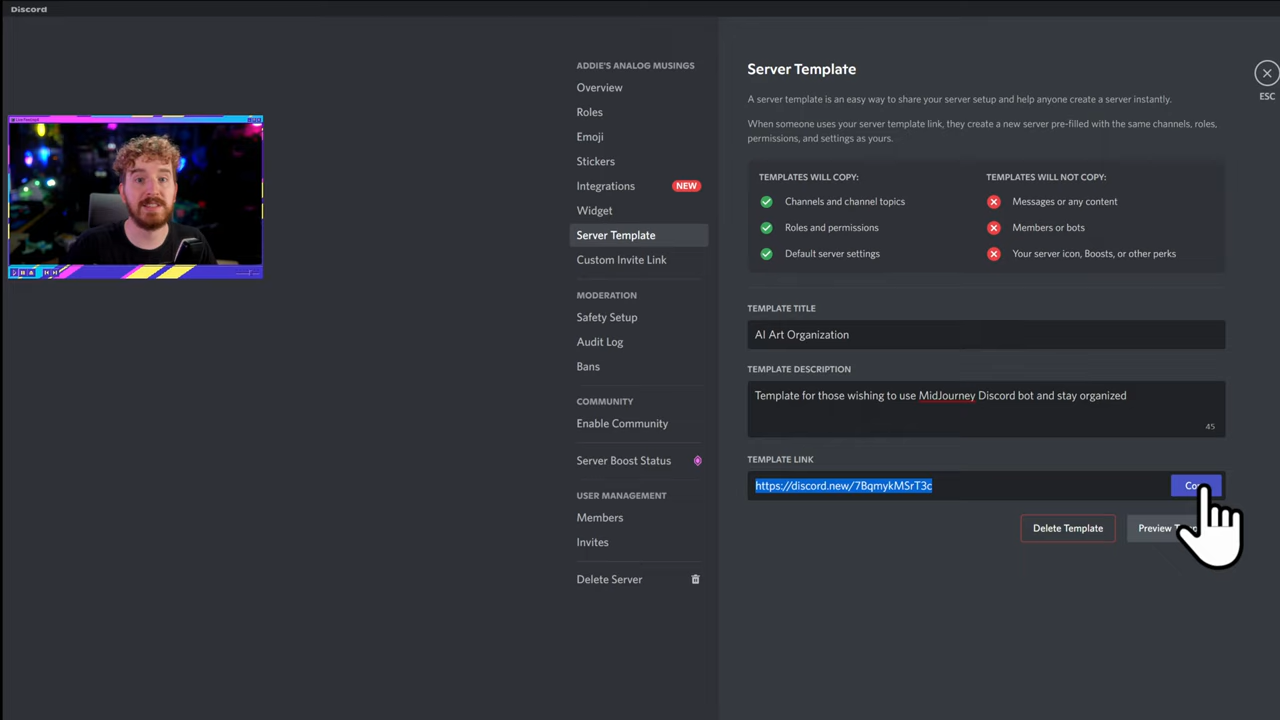 Discord
ADDIE'S ANALOG MUSINGS
Overview
Roles
Emoji
Stickers
Integrations NEW
Widget
Server Template
Custom Invite Link
MODERATION
Safety Setup
Audit Log
Bans
COMMUNITY
Enable Community
Server Boost Status
USER MANAGEMENT
Members
Invites
Delete Server
Server Template
A server template is an easy way to share your server setup and help anyone create a server instantly.
When someone uses your server template link, they create a new server pre-filled with the same channels, roles,
permissions, and settings as yours.
TEMPLATES WILL COPY:
Channels and channel topics
Roles and permissions
Default server settings
TEMPLATES WILL NOT COPY:
Messages or any content
Members or bots
Your server icon, Boosts, or other perks
TEMPLATE TITLE
AI Art Organization
TEMPLATE DESCRIPTION
Template for those wishing to use MidJourney Discord bot and stay organized
45
TEMPLATE LINK
https://discord.new/7BqmykMSrT3c
Delete Template
Preview
ESC